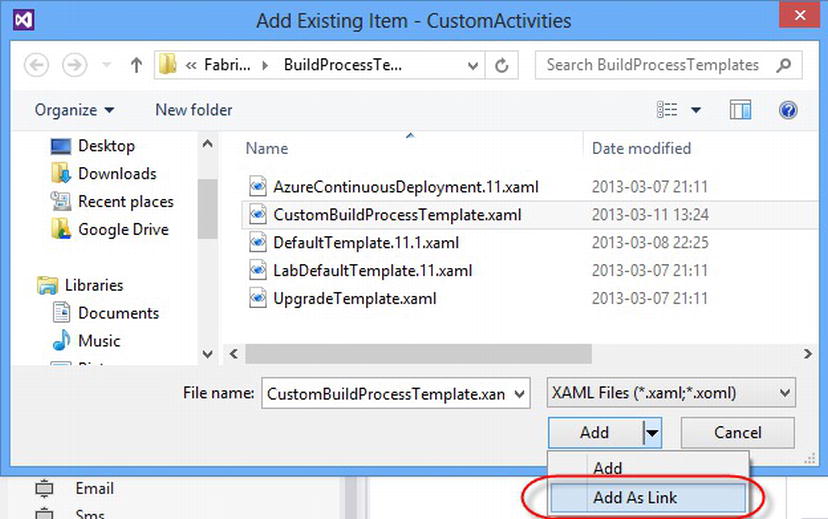 Add Existing Item - CustomActivities
« Fabri... BuildProcessTe...
Search BuildProcessTemplates
Organize
New folder
Desktop
Downloads
Recent places
Google Drive
Libraries
Documents
Music
Name Date modified
AzureContinuousDeployment.11.xaml 2013-03-07 21:11
CustomBuildProcessTemplate.xaml 2013-03-11 13:24
DefaultTemplate.11.1.xaml 2013-03-08 22:25
LabDefaultTemplate.11.xaml 2013-03-07 21:11
UpgradeTemplate.xaml 2013-03-07 21:11
File name: CustomBuildProcessTemplate.xan
XAML Files (*.xaml;*.xoml)
Add
Cancel
Add
Add As Link
Email
Sms